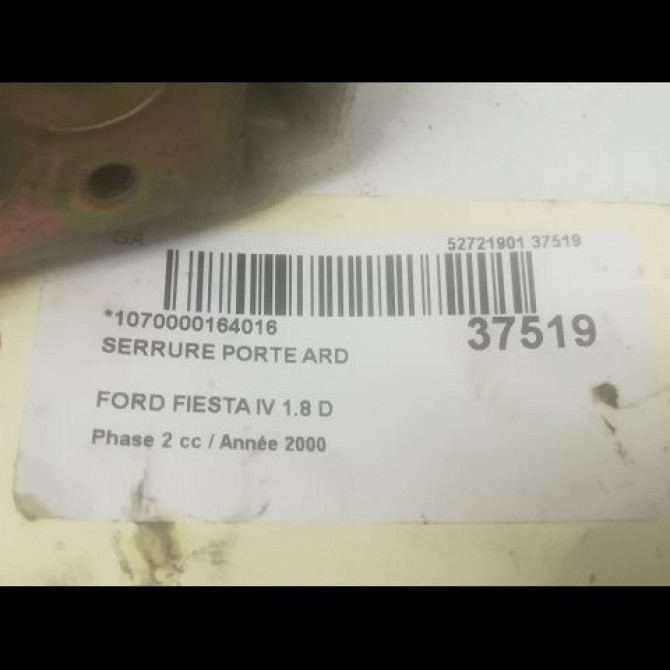 GA
52721901 37519
*1070000164016
37519
SERRURE PORTE ARD
FORD FIESTA IV 1.8 D
Phase 2 cc / Année 2000